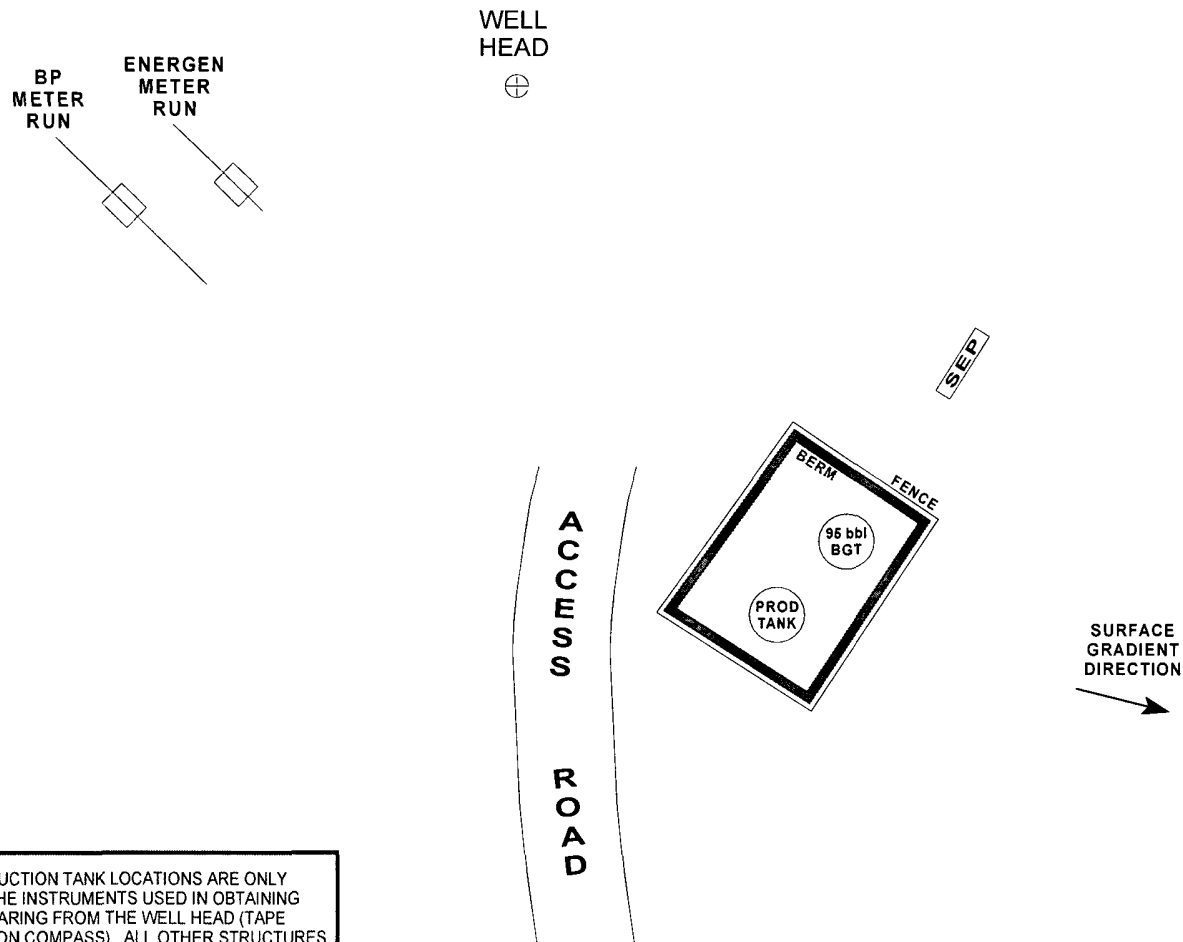 WELL
HEAD
BP
METER
RUN
ENERGEN
METER
RUN
SEP
BERM
FENCE
95 bbl
BGT
PROD
TANK
ACCESS
ROAD
SURFACE
GRADIENT
DIRECTION
UCTION TANK LOCATIONS ARE ONLY
HE INSTRUMENTS USED IN OBTAINING
ARING FROM THE WELL HEAD (TAPE
ON COMPASS). ALL OTHER STRUCTURES